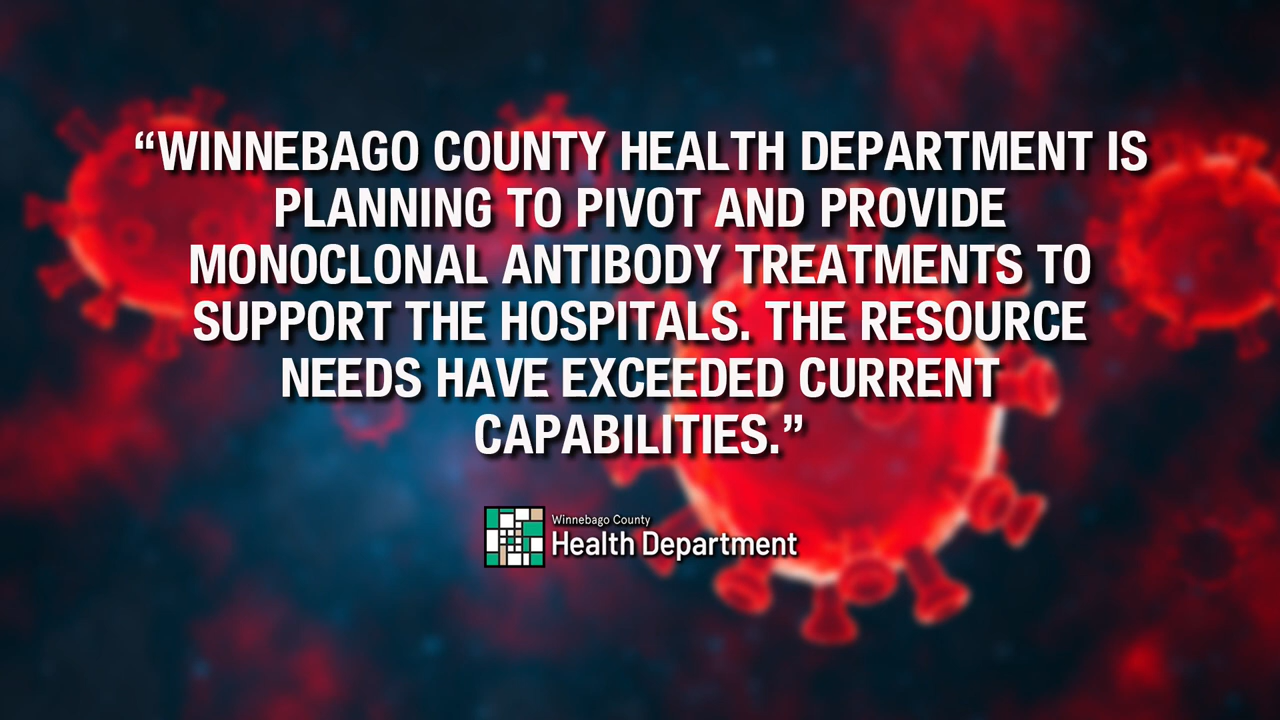 “WINNEBAGO COUNTY HEALTH DEPARTMENT IS
PLANNING TO PIVOT AND PROVIDE
MONOCLONAL ANTIBODY TREATMENTS TO
SUPPORT THE HOSPITALS. THE RESOURCE
NEEDS HAVE EXCEEDED CURRENT
CAPABILITIES.”
Winnebago County
Health Department